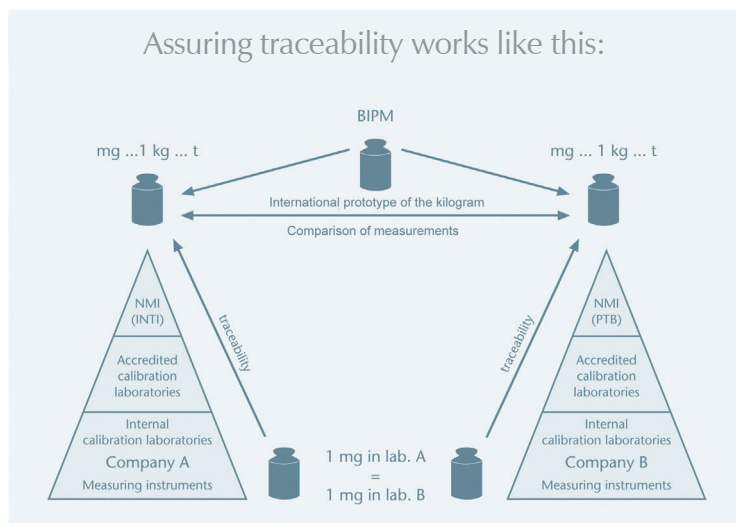 Assuring traceability works like this:
BIPM
mg ...1 kg ... t
mg ... 1 kg ... t
International prototype of the kilogram
Comparison of measurements
NMI
(INTI)
Accredited
calibration
laboratories
Internal
calibration laboratories
Company A
Measuring instruments
traceability
1 mg in lab. A
=
1 mg in lab. B
traceability
NMI
(PTB)
Accredited
calibration
laboratories
Internal
calibration laboratories
Company B
Measuring instruments